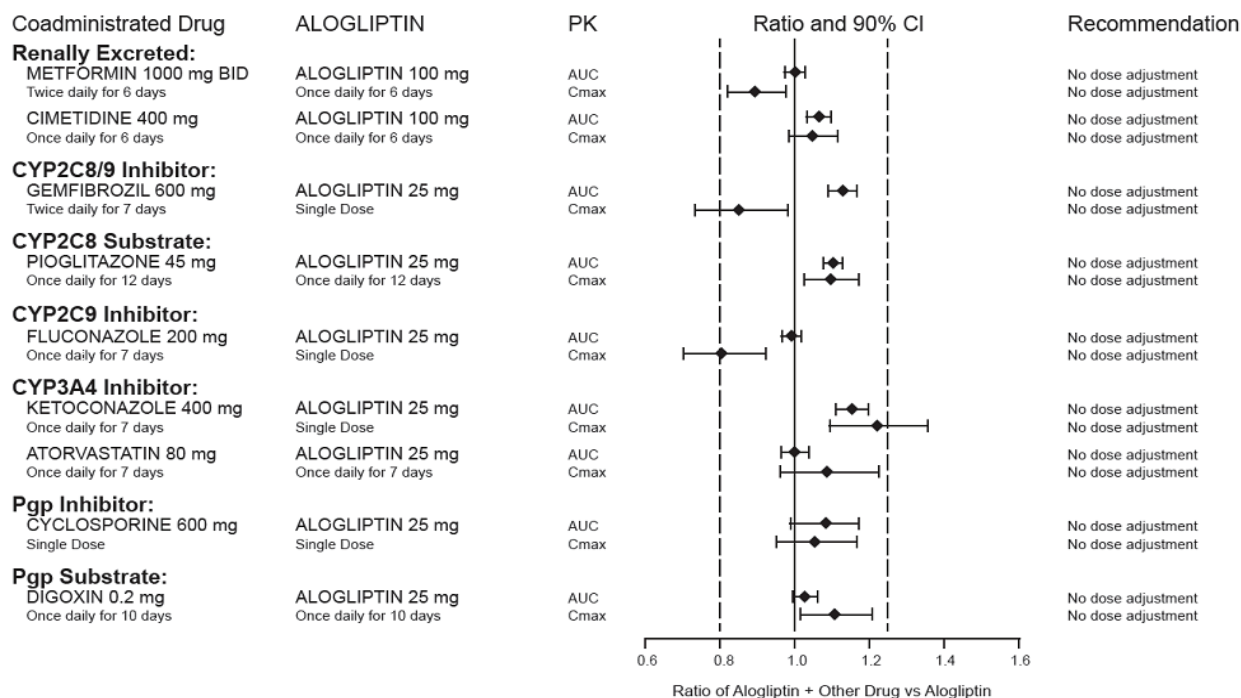 Coadministrated Drug ALOGLIPTIN PK Ratio and 90% CI Recommendation
Renally Excreted:
METFORMIN 1000 mg BID ALOGLIPTIN 100 mg AUC No dose adjustment
Twice daily for 6 days Once daily for 6 days Cmax No dose adjustment
CIMETIDINE 400 mg ALOGLIPTIN 100 mg AUC No dose adjustment
Once daily for 6 days Once daily for 6 days Cmax No dose adjustment
CYP2C8/9 Inhibitor:
GEMFIBROZIL 600 mg ALOGLIPTIN 25 mg AUC No dose adjustment
Twice daily for 7 days Single Dose Cmax No dose adjustment
CYP2C8 Substrate:
PIOGLITAZONE 45 mg ALOGLIPTIN 25 mg AUC No dose adjustment
Once daily for 12 days Once daily for 12 days Cmax No dose adjustment
CYP2C9 Inhibitor:
FLUCONAZOLE 200 mg ALOGLIPTIN 25 mg AUC No dose adjustment
Once daily for 7 days Single Dose Cmax No dose adjustment
CYP3A4 Inhibitor:
KETOCONAZOLE 400 mg ALOGLIPTIN 25 mg AUC No dose adjustment
Once daily for 7 days Single Dose Cmax No dose adjustment
ATORVASTATIN 80 mg ALOGLIPTIN 25 mg AUC No dose adjustment
Once daily for 7 days Once daily for 7 days Cmax No dose adjustment
Pgp Inhibitor:
CYCLOSPORINE 600 mg ALOGLIPTIN 25 mg AUC No dose adjustment
Single Dose Single Dose Cmax No dose adjustment
Pgp Substrate:
DIGOXIN 0.2 mg ALOGLIPTIN 25 mg AUC No dose adjustment
Once daily for 10 days Once daily for 10 days Cmax No dose adjustment
0.6 0.8 1.0 1.2 1.4 1.6
Ratio of Alogliptin + Other Drug vs Alogliptin